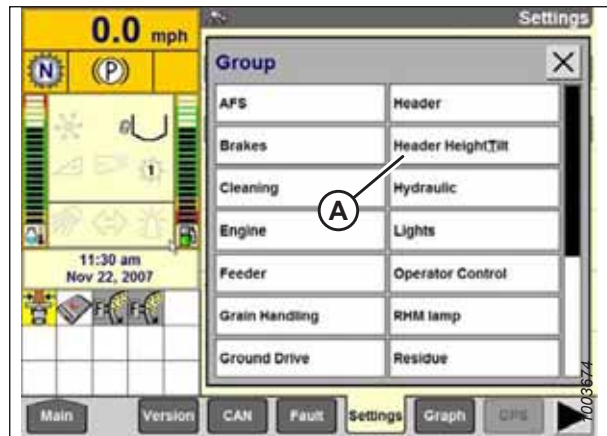 0.0 mph
N
(P)
1
11:30 am
Nov 22, 2007
F
F
Settings
Group
AFS
Header
Brakes
Header Height/Tilt
Cleaning
Hydraulic
A
Engine
Lights
Feeder
Operator Control
Grain Handling
RHM lamp
Ground Drive
Residue
Main
Version
CAN
Fault
Settings
Graph
GPS
1003674